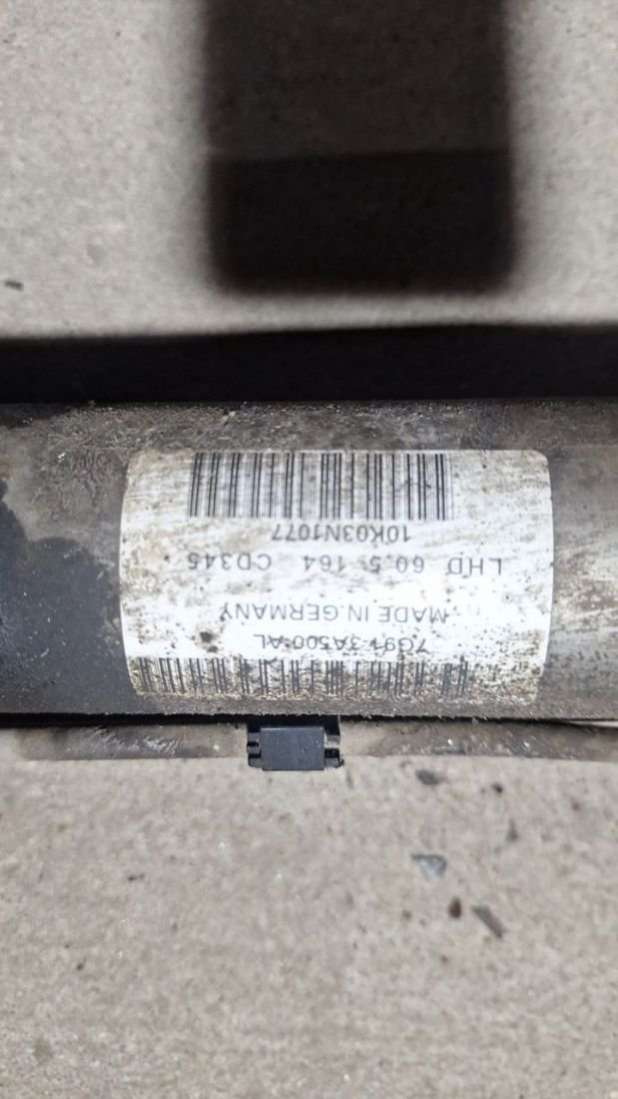 7G91-3A500-AL
MADE IN GERMANY
LHD 60.5 164 CD345
10K03N1077